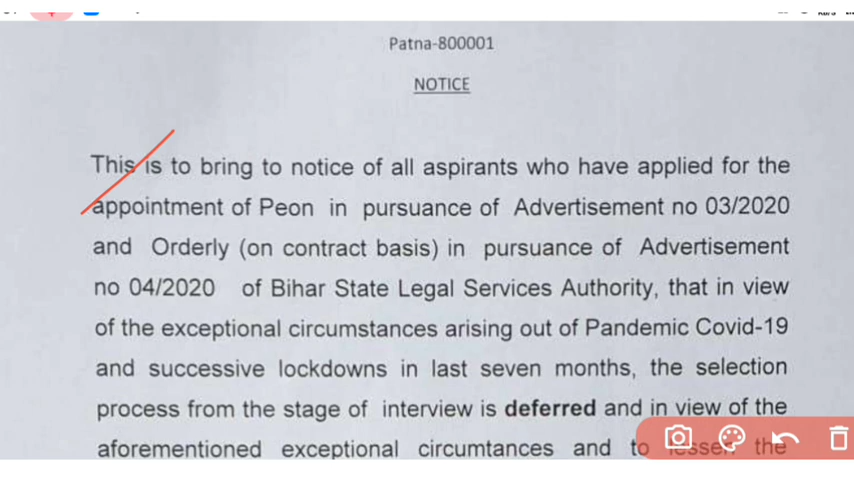 Patna-800001
NOTICE
This is to bring to notice of all aspirants who have applied for the
appointment of Peon in pursuance of Advertisement no 03/2020
and Orderly (on contract basis) in pursuance of Advertisement
no 04/2020 of Bihar State Legal Services Authority, that in view
of the exceptional circumstances arising out of Pandemic Covid-19
and successive lockdowns in last seven months, the selection
process from the stage of interview is deferred and in view of the
aforementioned exceptional circumtances and to lessen the